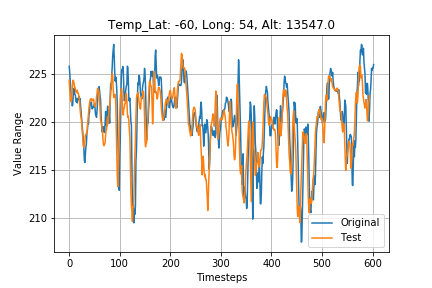 Temp_Lat: -60, Long: 54, Alt: 13547.0
Value Range
225
220
215
210
0 100 200 300 400 500 600
Timesteps
Original
Test